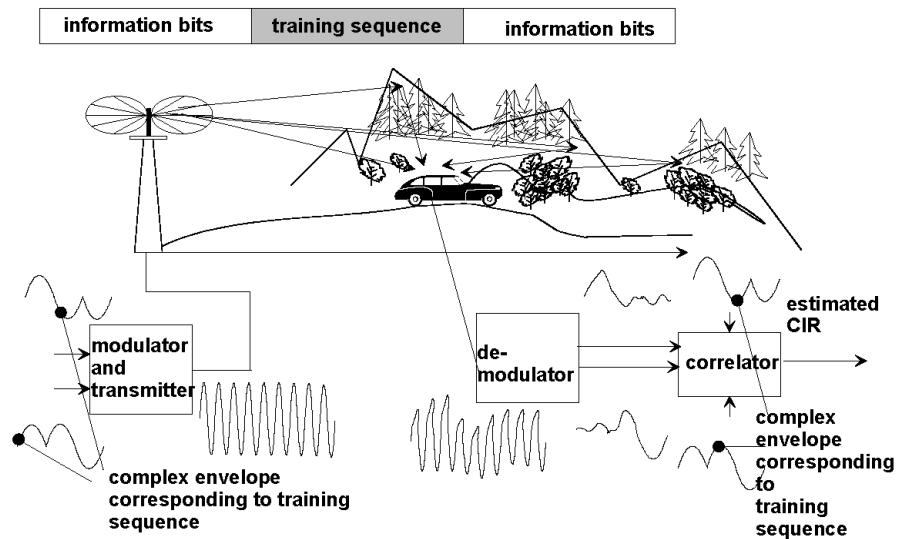 information bits
training sequence
information bits
estimated
CIR
modulator
and
transmitter
de-
modulator
correlator
complex envelope
corresponding to training
sequence
complex
envelope
corresponding
to
training
sequence